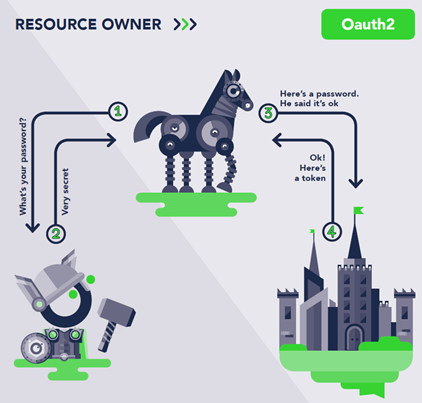 RESOURCE OWNER >>>
Oauth2
1
What's your password?
2
Very secret
3
Here's a password.
He said it's ok
4
Ok!
Here's
a token